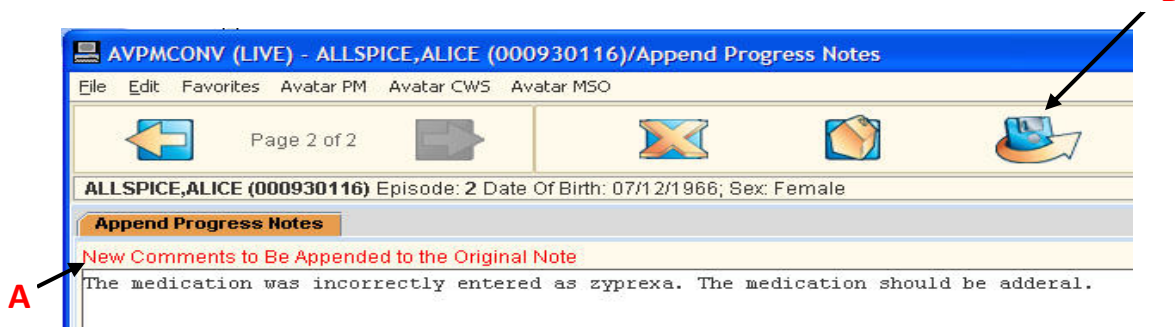 AVPMCONV (LIVE) - ALLSPICE,ALICE (000930116)/Append Progress Notes
File Edit Favorites Avatar PM Avatar CWS Avatar MSO
Page 2 of 2
ALLSPICE,ALICE (000930116) Episode: 2 Date Of Birth: 07/12/1966; Sex: Female
Append Progress Notes
New Comments to Be Appended to the Original Note
A
The medication was incorrectly entered as zyprexa. The medication should be adderal.